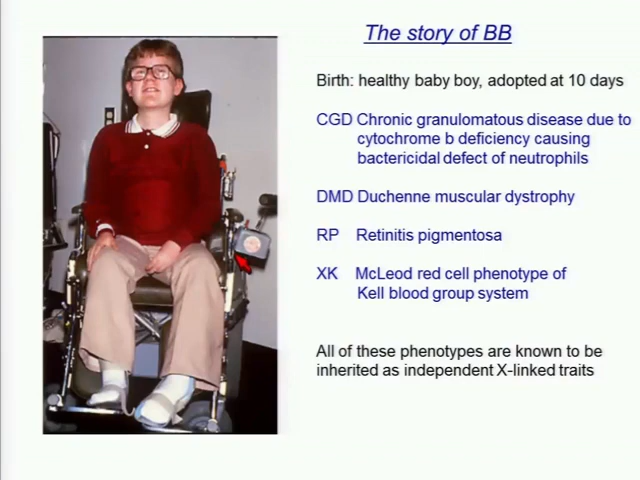 The story of BB
Birth: healthy baby boy, adopted at 10 days
CGD Chronic granulomatous disease due to
cytochrome b deficiency causing
bactericidal defect of neutrophils
DMD Duchenne muscular dystrophy
RP Retinitis pigmentosa
XK McLeod red cell phenotype of
Kell blood group system
All of these phenotypes are known to be
inherited as independent X-linked traits